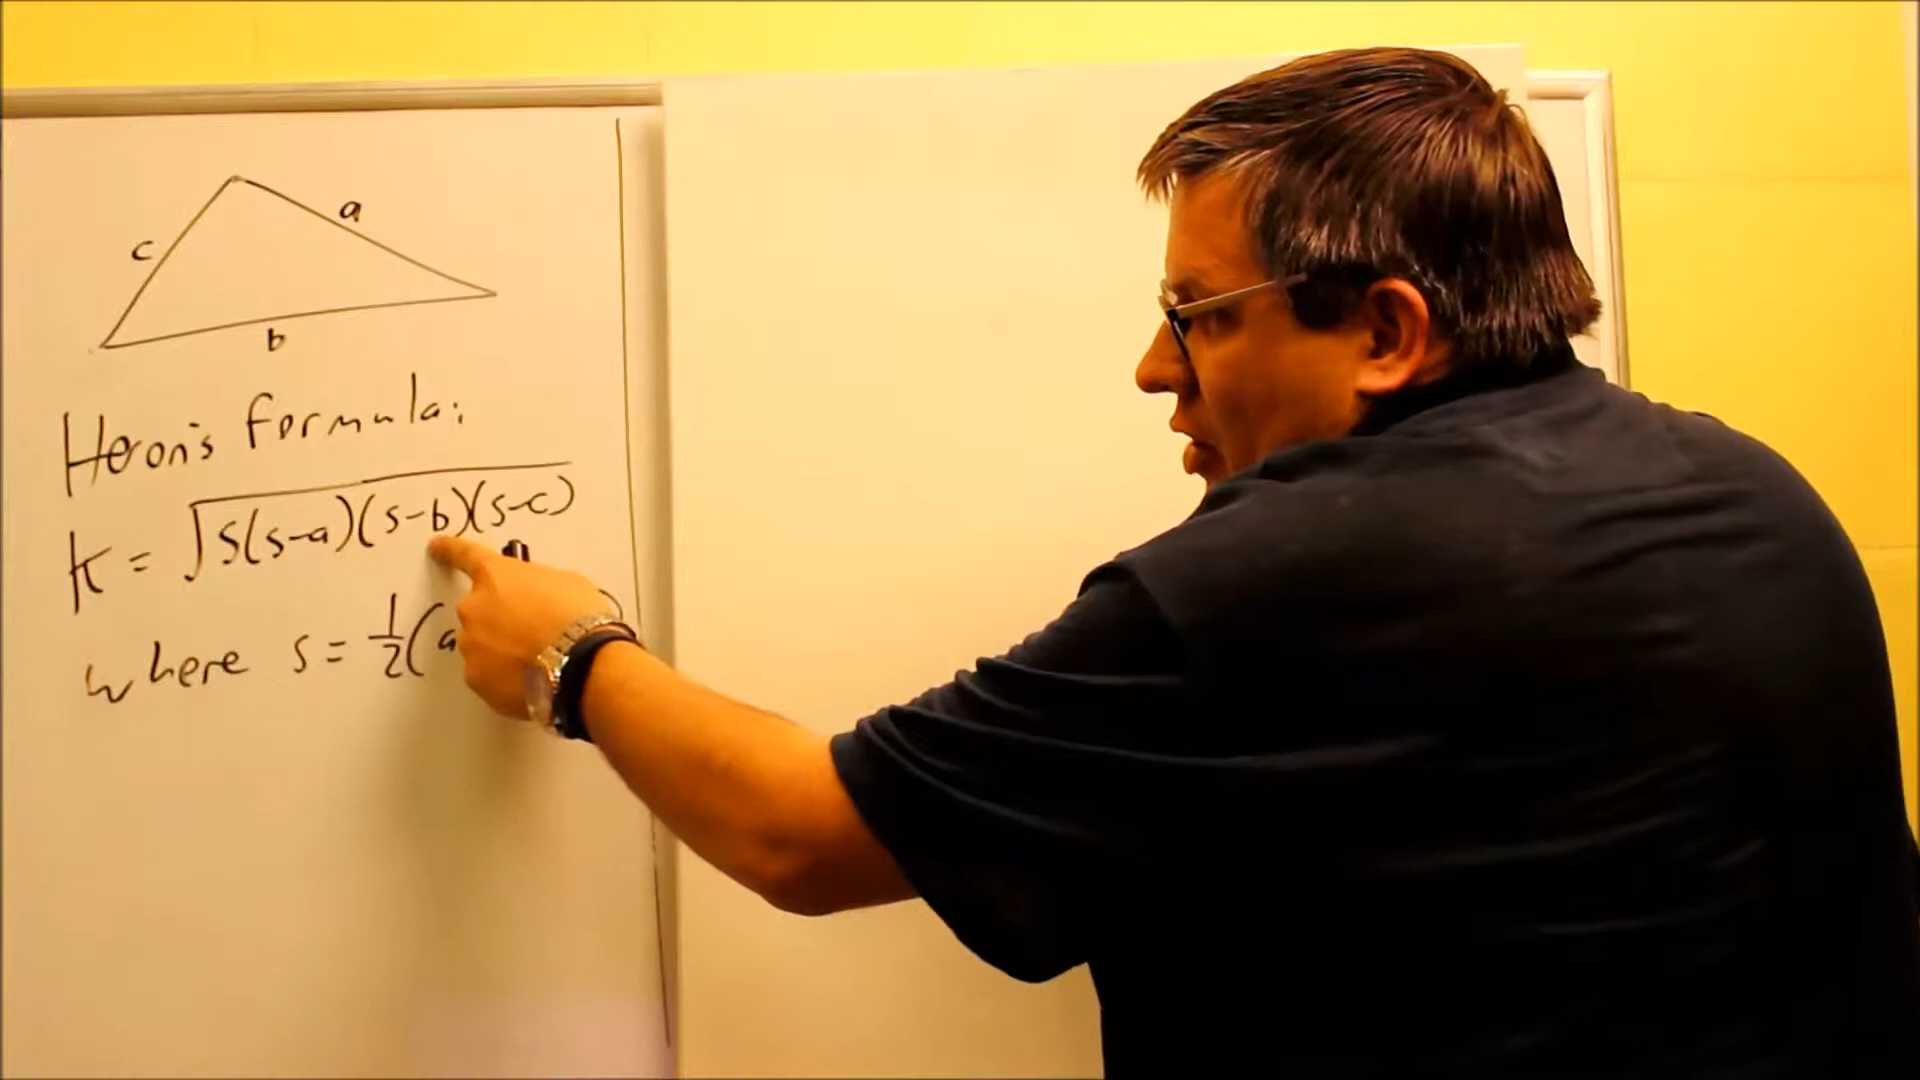 c
a
b
Heron's formula:
K = √s(s-a)(s-b)(s-c)
where s = 1/2(a )